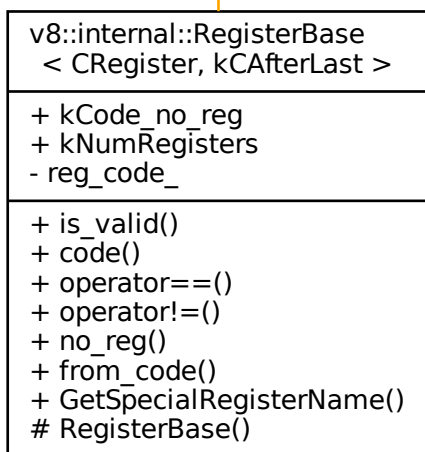 v8::internal::RegisterBase
< CRegister, kCAfterLast >
+ kCode_no_reg
+ kNumRegisters
- reg_code_
+ is_valid()
+ code()
+ operator==()
+ operator!=()
+ no_reg()
+ from_code()
+ GetSpecialRegisterName()
# RegisterBase()